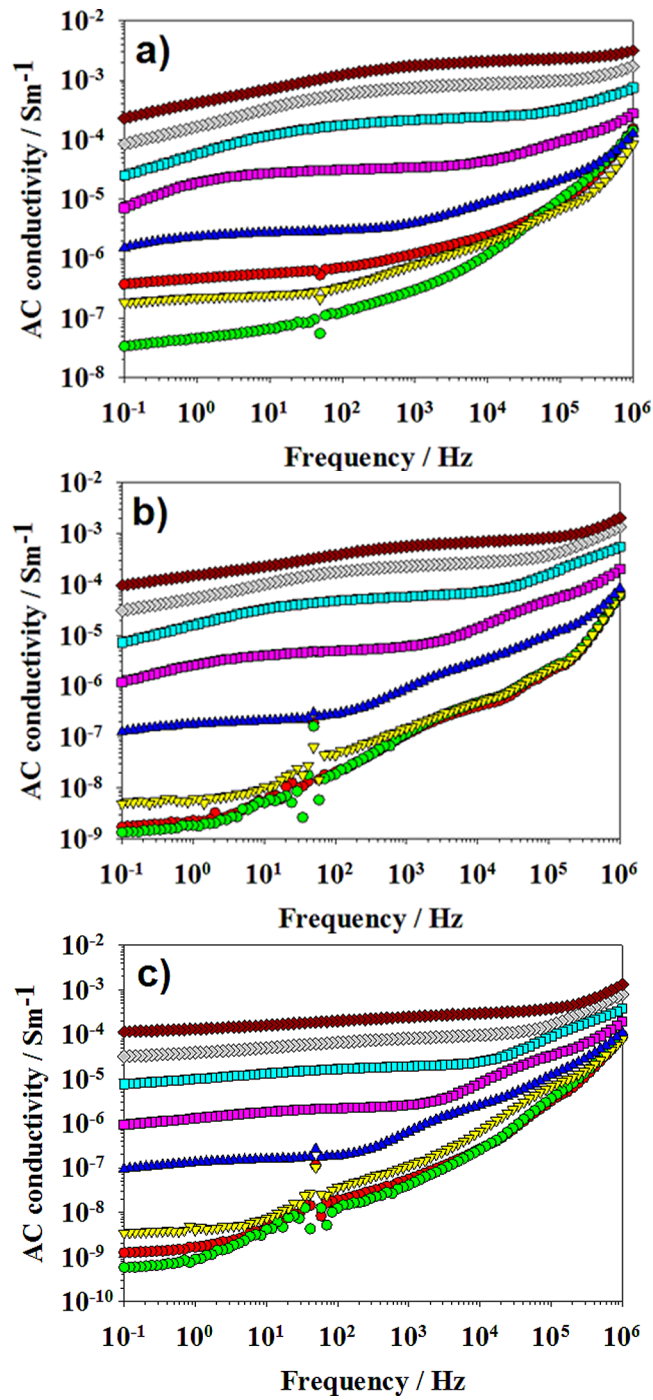 a)
AC conductivity / Sm⁻¹
10⁻²
10⁻³
10⁻⁴
10⁻⁵
10⁻⁶
10⁻⁷
10⁻⁸
10⁻¹ 10⁰ 10¹ 10² 10³ 10⁴ 10⁵ 10⁶
Frequency / Hz
b)
AC conductivity / Sm⁻¹
10⁻²
10⁻³
10⁻⁴
10⁻⁵
10⁻⁶
10⁻⁷
10⁻⁸
10⁻⁹
10⁻¹ 10⁰ 10¹ 10² 10³ 10⁴ 10⁵ 10⁶
Frequency / Hz
c)
AC conductivity / Sm⁻¹
10⁻²
10⁻³
10⁻⁴
10⁻⁵
10⁻⁶
10⁻⁷
10⁻⁸
10⁻⁹
10⁻¹⁰
10⁻¹ 10⁰ 10¹ 10² 10³ 10⁴ 10⁵ 10⁶
Frequency / Hz